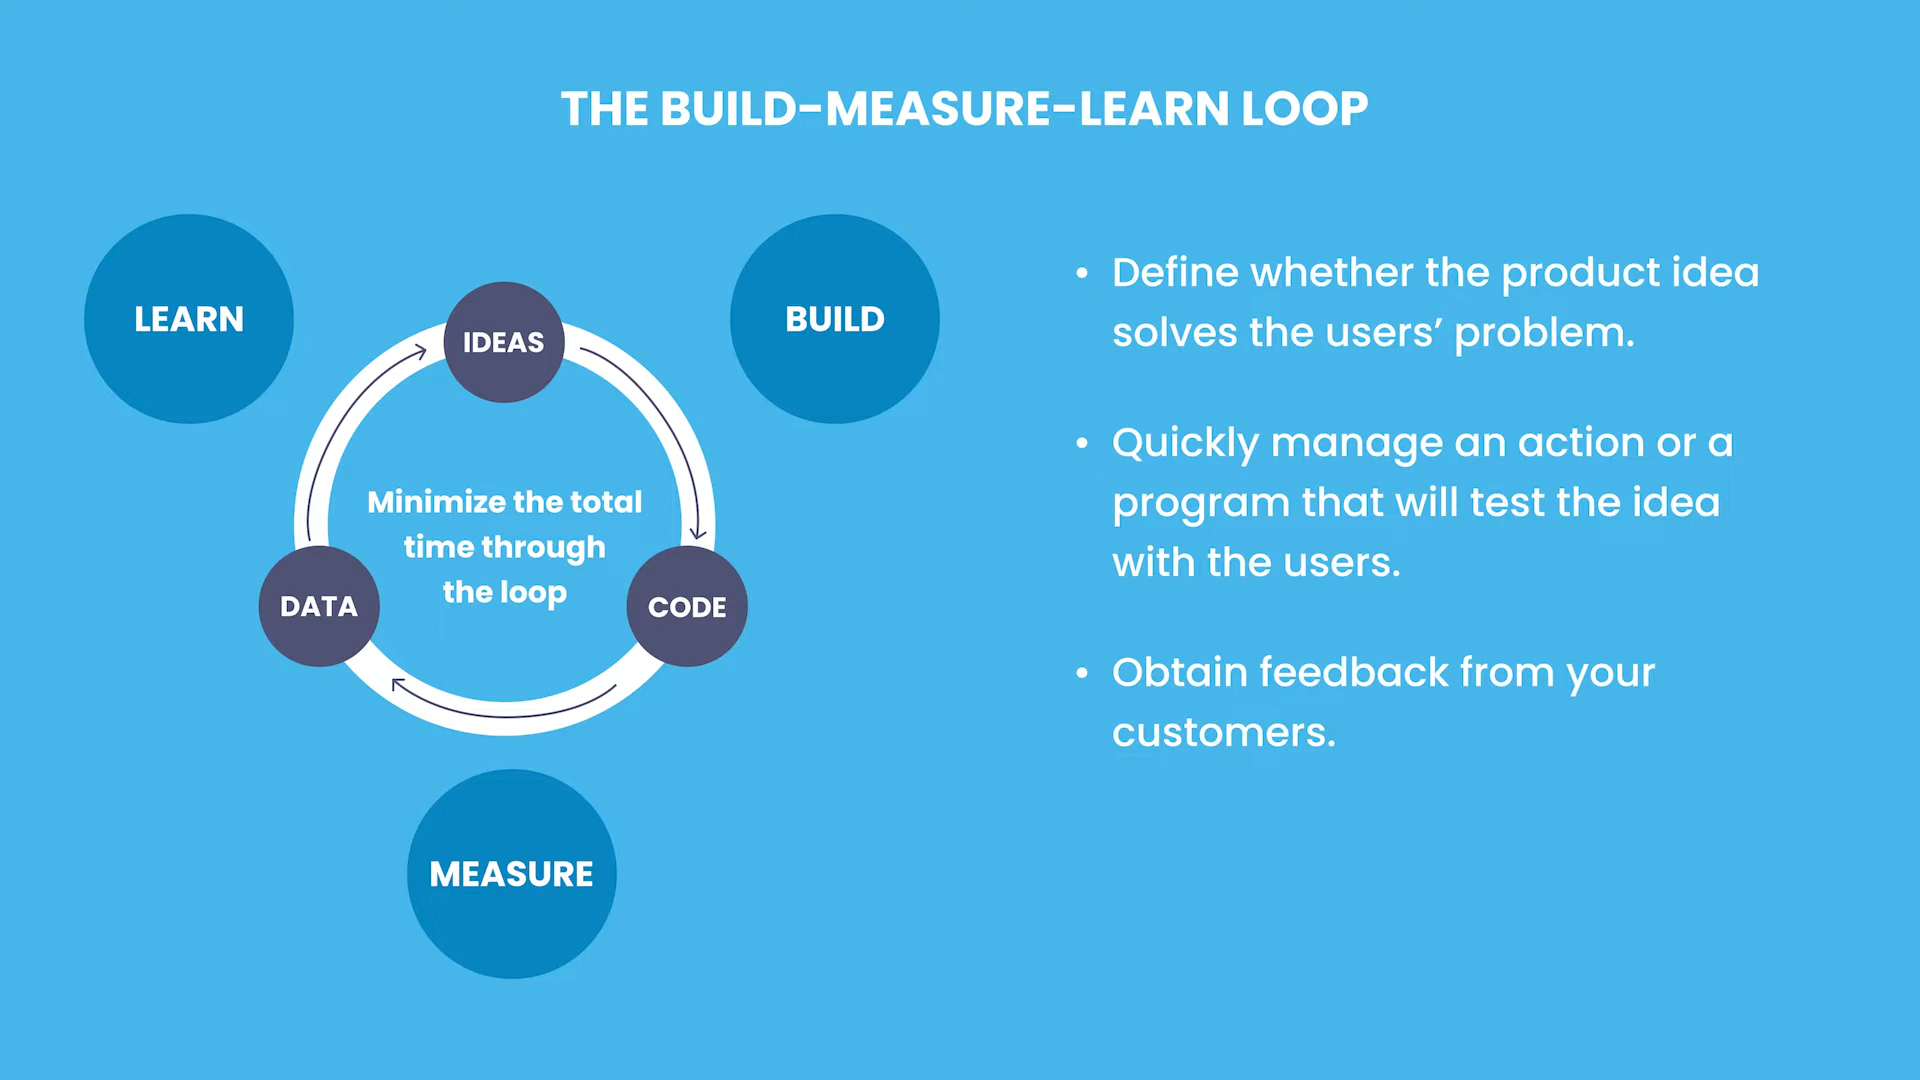 THE BUILD-MEASURE-LEARN LOOP
LEARN
BUILD
IDEAS
Minimize the total
time through
the loop
DATA
CODE
MEASURE
• Define whether the product idea
solves the users’ problem.
• Quickly manage an action or a
program that will test the idea
with the users.
• Obtain feedback from your
customers.